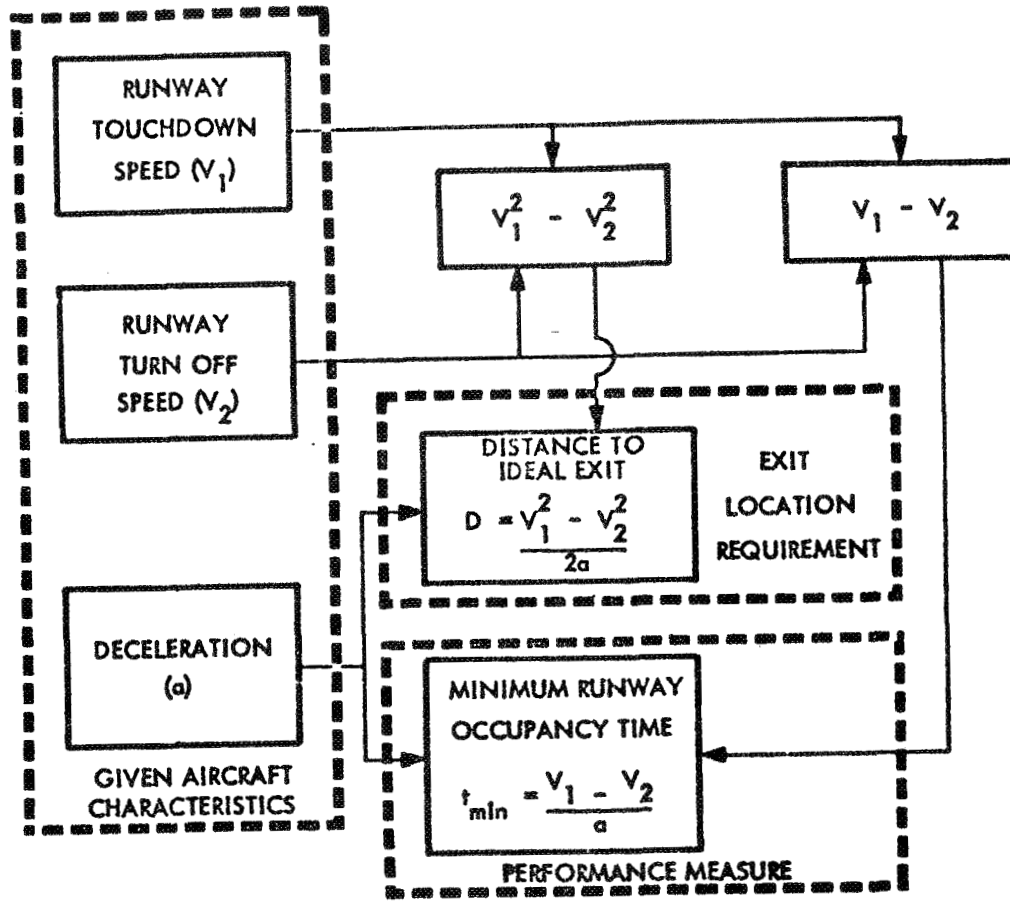 RUNWAY
TOUCHDOWN
SPEED (V₁)
V₁² - V₂²
V₁ - V₂
RUNWAY
TURN OFF
SPEED (V₂)
DISTANCE TO
IDEAL EXIT
D = V₁² - V₂²
2a
EXIT
LOCATION
REQUIREMENT
DECELERATION
(a)
GIVEN AIRCRAFT
CHARACTERISTICS
MINIMUM RUNWAY
OCCUPANCY TIME
t_min = V₁ - V₂
a
PERFORMANCE MEASURE